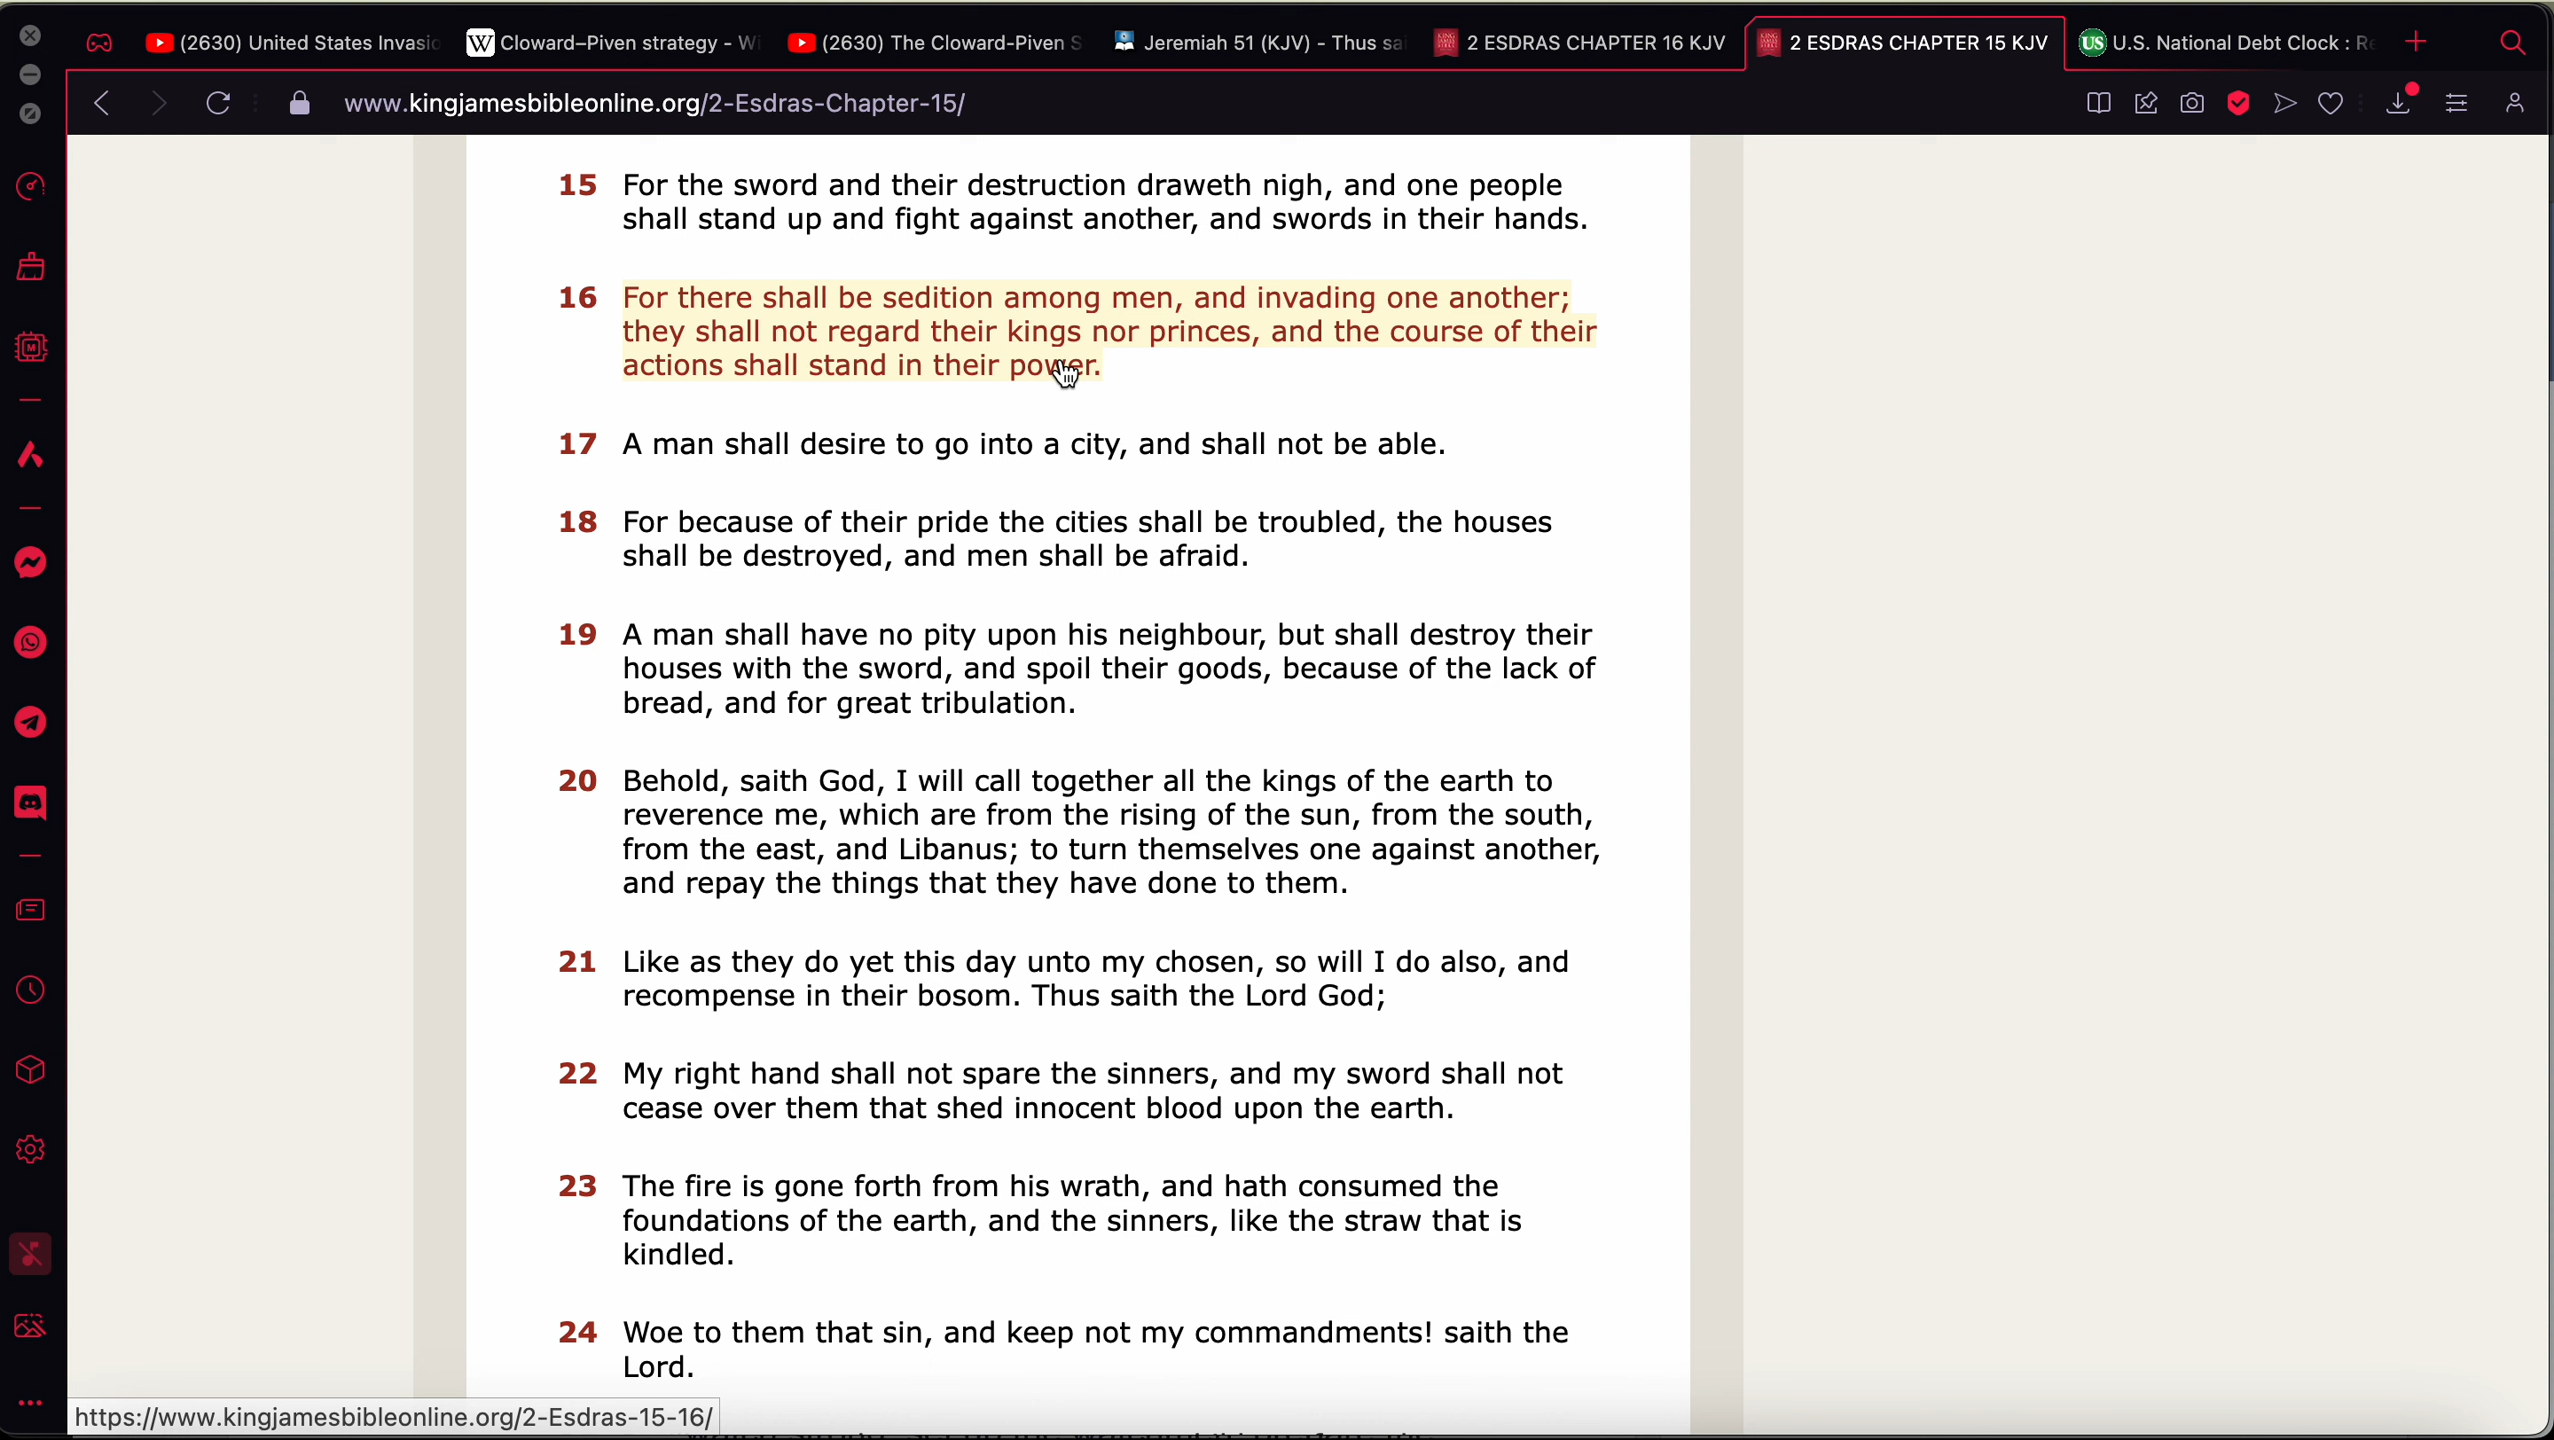 (2630) United States Invasio
Cloward–Piven strategy - Wi
(2630) The Cloward-Piven S
Jeremiah 51 (KJV) - Thus sai
2 ESDRAS CHAPTER 16 KJV
2 ESDRAS CHAPTER 15 KJV
US U.S. National Debt Clock : Re
www.kingjamesbibleonline.org/2-Esdras-Chapter-15/
15 For the sword and their destruction draweth nigh, and one people
shall stand up and fight against another, and swords in their hands.
16 For there shall be sedition among men, and invading one another;
they shall not regard their kings nor princes, and the course of their
actions shall stand in their power.
17 A man shall desire to go into a city, and shall not be able.
18 For because of their pride the cities shall be troubled, the houses
shall be destroyed, and men shall be afraid.
19 A man shall have no pity upon his neighbour, but shall destroy their
houses with the sword, and spoil their goods, because of the lack of
bread, and for great tribulation.
20 Behold, saith God, I will call together all the kings of the earth to
reverence me, which are from the rising of the sun, from the south,
from the east, and Libanus; to turn themselves one against another,
and repay the things that they have done to them.
21 Like as they do yet this day unto my chosen, so will I do also, and
recompense in their bosom. Thus saith the Lord God;
22 My right hand shall not spare the sinners, and my sword shall not
cease over them that shed innocent blood upon the earth.
23 The fire is gone forth from his wrath, and hath consumed the
foundations of the earth, and the sinners, like the straw that is
kindled.
24 Woe to them that sin, and keep not my commandments! saith the
Lord.
https://www.kingjamesbibleonline.org/2-Esdras-15-16/